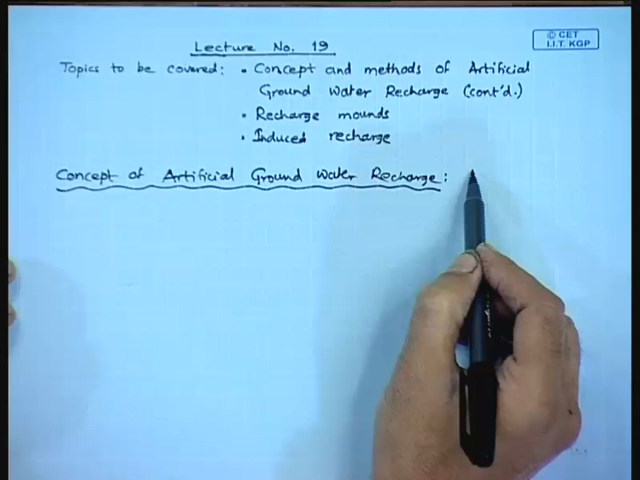 © CET
I.I.T. KGP
Lecture No. 19
Topics to be covered: • Concept and methods of Artificial
Ground Water Recharge (cont'd.)
• Recharge mounds
• Induced recharge
Concept of Artificial Ground Water Recharge: